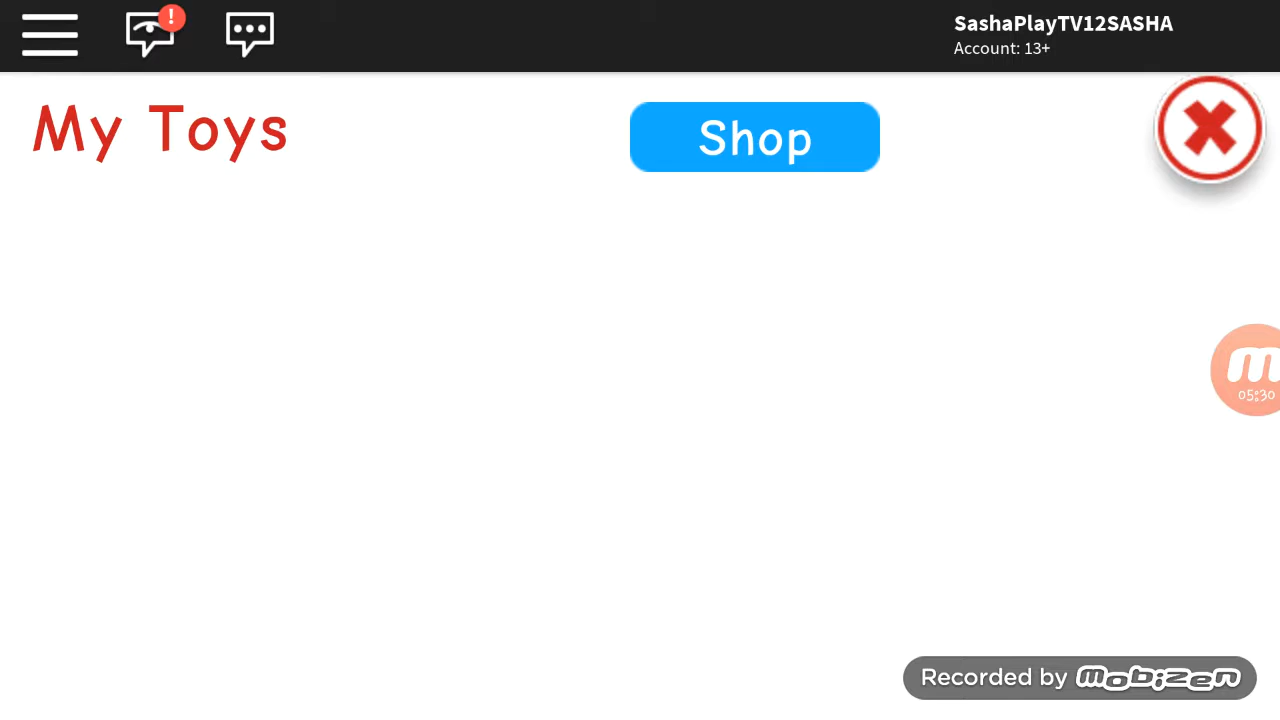 !
SashaPlayTV12SASHA
Account: 13+
My Toys
Shop
m
05:30
Recorded by mobizen